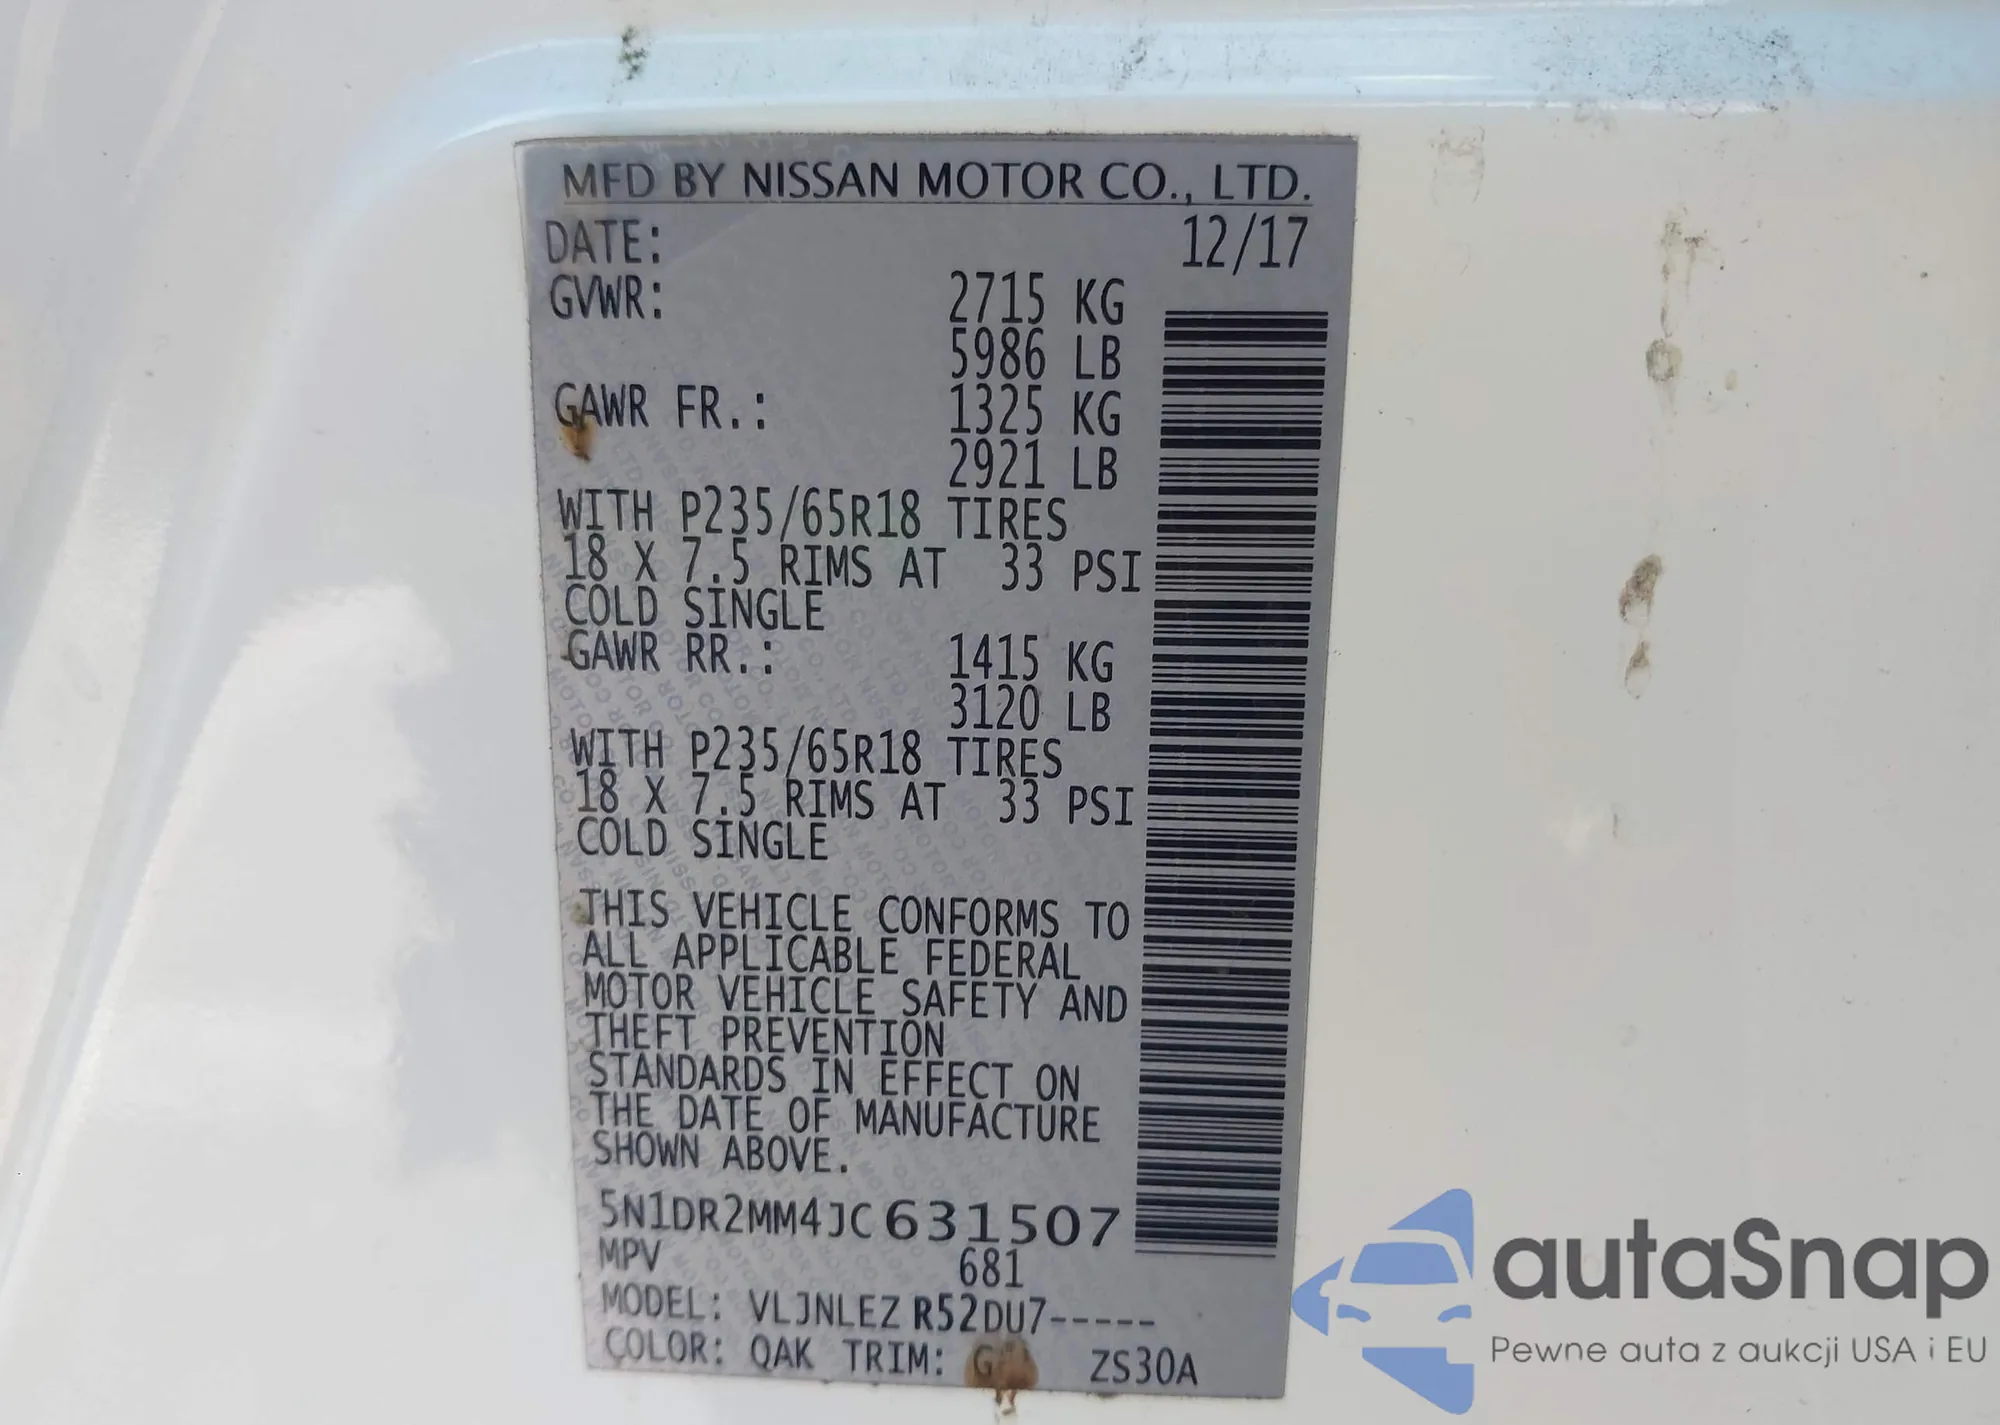 MFD BY NISSAN MOTOR CO., LTD.
DATE: 12/17
GVWR: 2715 KG
5986 LB
GAWR FR.: 1325 KG
2921 LB
WITH P235/65R18 TIRES
18 X 7.5 RIMS AT 33 PSI
COLD SINGLE
GAWR RR.: 1415 KG
3120 LB
WITH P235/65R18 TIRES
18 X 7.5 RIMS AT 33 PSI
COLD SINGLE
THIS VEHICLE CONFORMS TO
ALL APPLICABLE FEDERAL
MOTOR VEHICLE SAFETY AND
THEFT PREVENTION
STANDARDS IN EFFECT ON
THE DATE OF MANUFACTURE
SHOWN ABOVE.
5N1DR2MM4JC631507
MPV 681
MODEL: VLJNLEZ R52DU7-----
COLOR: QAK TRIM: ZS30A
autaSnap
Pewne auta z aukcji USA i EU